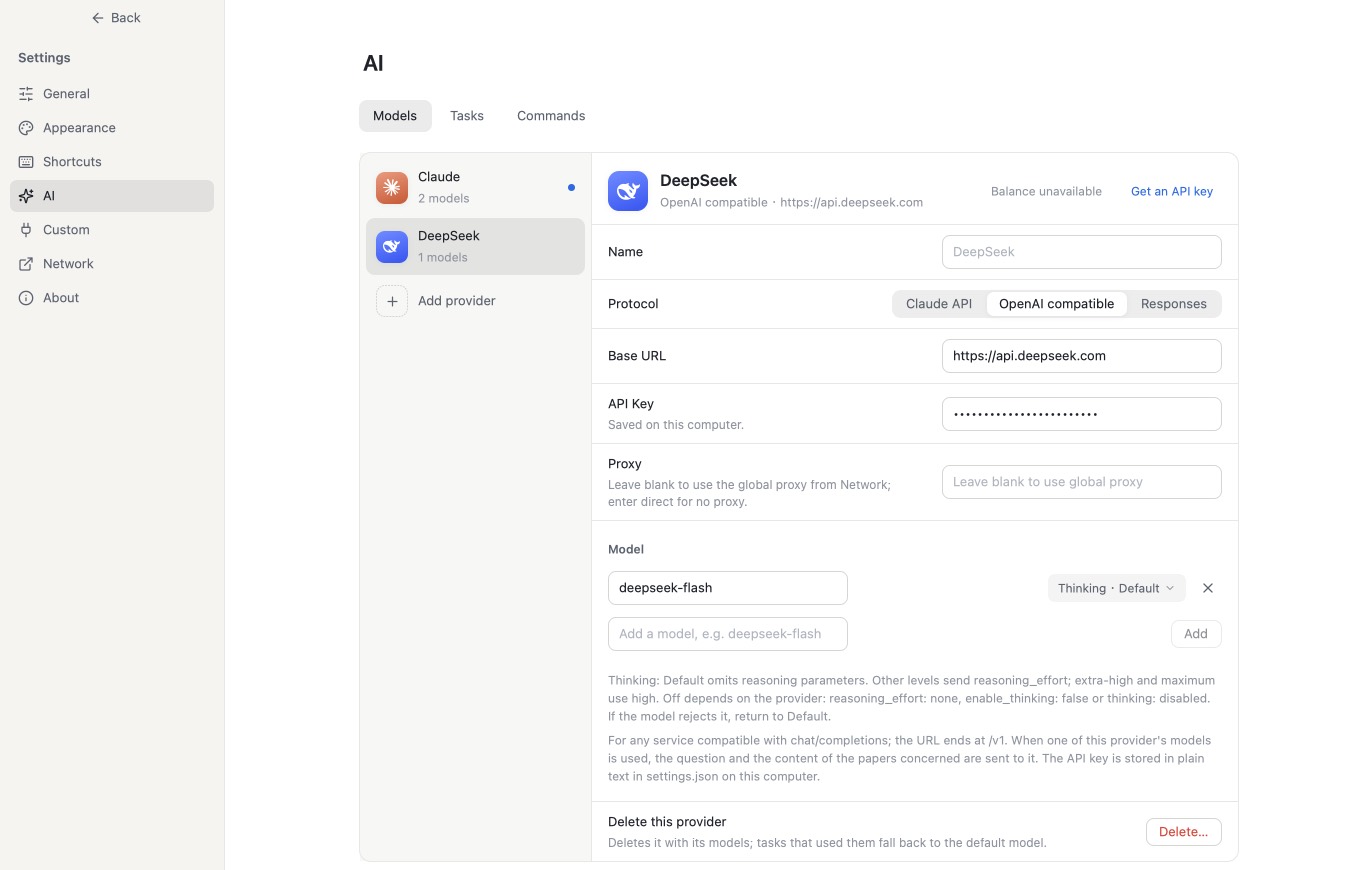 Back
Settings
General
Appearance
Shortcuts
AI
Custom
Network
About
AI
Models Tasks Commands
Claude
2 models
DeepSeek
1 models
Add provider
DeepSeek
OpenAI compatible · https://api.deepseek.com
Balance unavailable Get an API key
Name DeepSeek
Protocol Claude API OpenAI compatible Responses
Base URL https://api.deepseek.com
API Key
Saved on this computer.
••••••••••••••••••••••••
Proxy
Leave blank to use the global proxy from Network;
enter direct for no proxy.
Leave blank to use global proxy
Model
deepseek-flash Thinking · Default
Add a model, e.g. deepseek-flash Add
Thinking: Default omits reasoning parameters. Other levels send reasoning_effort; extra-high and maximum
use high. Off depends on the provider: reasoning_effort: none, enable_thinking: false or thinking: disabled.
If the model rejects it, return to Default.
For any service compatible with chat/completions; the URL ends at /v1. When one of this provider's models
is used, the question and the content of the papers concerned are sent to it. The API key is stored in plain
text in settings.json on this computer.
Delete this provider
Deletes it with its models; tasks that used them fall back to the default model.
Delete...